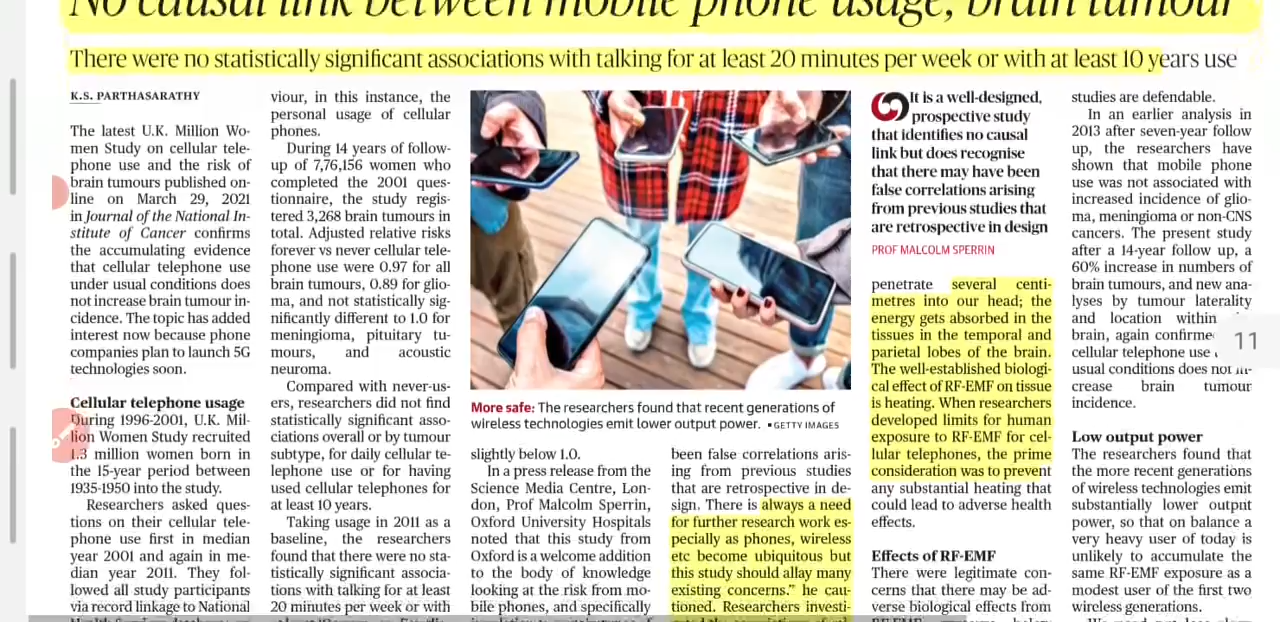 No causal link between mobile phone usage, brain tumour
There were no statistically significant associations with talking for at least 20 minutes per week or with at least 10 years use
K.S. PARTHASARATHY
The latest U.K. Million Wo-
men Study on cellular tele-
phone use and the risk of
brain tumours published on-
line on March 29, 2021
in Journal of the National In-
stitute of Cancer confirms
the accumulating evidence
that cellular telephone use
under usual conditions does
not increase brain tumour in-
cidence. The topic has added
interest now because phone
companies plan to launch 5G
technologies soon.
Cellular telephone usage
During 1996-2001, U.K. Mil-
lion Women Study recruited
1.3 million women born in
the 15-year period between
1935-1950 into the study.
Researchers asked ques-
tions on their cellular tele-
phone use first in median
year 2001 and again in me-
dian year 2011. They fol-
lowed all study participants
via record linkage to National
viour, in this instance, the
personal usage of cellular
phones.
During 14 years of follow-
up of 7,76,156 women who
completed the 2001 ques-
tionnaire, the study regis-
tered 3,268 brain tumours in
total. Adjusted relative risks
forever vs never cellular tele-
phone use were 0.97 for all
brain tumours, 0.89 for glio-
ma, and not statistically sig-
nificantly different to 1.0 for
meningioma, pituitary tu-
mours, and acoustic
neuroma.
Compared with never-us-
ers, researchers did not find
statistically significant asso-
ciations overall or by tumour
subtype, for daily cellular te-
lephone use or for having
used cellular telephones for
at least 10 years.
Taking usage in 2011 as a
baseline, the researchers
found that there were no sta-
tistically significant associa-
tions with talking for at least
20 minutes per week or with
More safe: The researchers found that recent generations of
wireless technologies emit lower output power. ▪ GETTY IMAGES
slightly below 1.0.
In a press release from the
Science Media Centre, Lon-
don, Prof Malcolm Sperrin,
Oxford University Hospitals
noted that this study from
Oxford is a welcome addition
to the body of knowledge
looking at the risk from mo-
bile phones, and specifically
been false correlations aris-
ing from previous studies
that are retrospective in de-
sign. There is always a need
for further research work es-
pecially as phones, wireless
etc become ubiquitous but
this study should allay many
existing concerns." he cau-
tioned. Researchers investi-
It is a well-designed,
prospective study
that identifies no causal
link but does recognise
that there may have been
false correlations arising
from previous studies that
are retrospective in design
PROF MALCOLM SPERRIN
penetrate several centi-
metres into our head; the
energy gets absorbed in the
tissues in the temporal and
parietal lobes of the brain.
The well-established biologi-
cal effect of RF-EMF on tissue
is heating. When researchers
developed limits for human
exposure to RF-EMF for cel-
lular telephones, the prime
consideration was to prevent
any substantial heating that
could lead to adverse health
effects.
Effects of RF-EMF
There were legitimate con-
cerns that there may be ad-
verse biological effects from
studies are defendable.
In an earlier analysis in
2013 after seven-year follow
up, the researchers have
shown that mobile phone
use was not associated with
increased incidence of glio-
ma, meningioma or non-CNS
cancers. The present study
after a 14-year follow up, a
60% increase in numbers of
brain tumours, and new ana-
lyses by tumour laterality
and location within
brain, again confirme
cellular telephone use
usual conditions does not in-
crease brain tumour
incidence.
Low output power
The researchers found that
the more recent generations
of wireless technologies emit
substantially lower output
power, so that on balance a
very heavy user of today is
unlikely to accumulate the
same RF-EMF exposure as a
modest user of the first two
wireless generations.
11